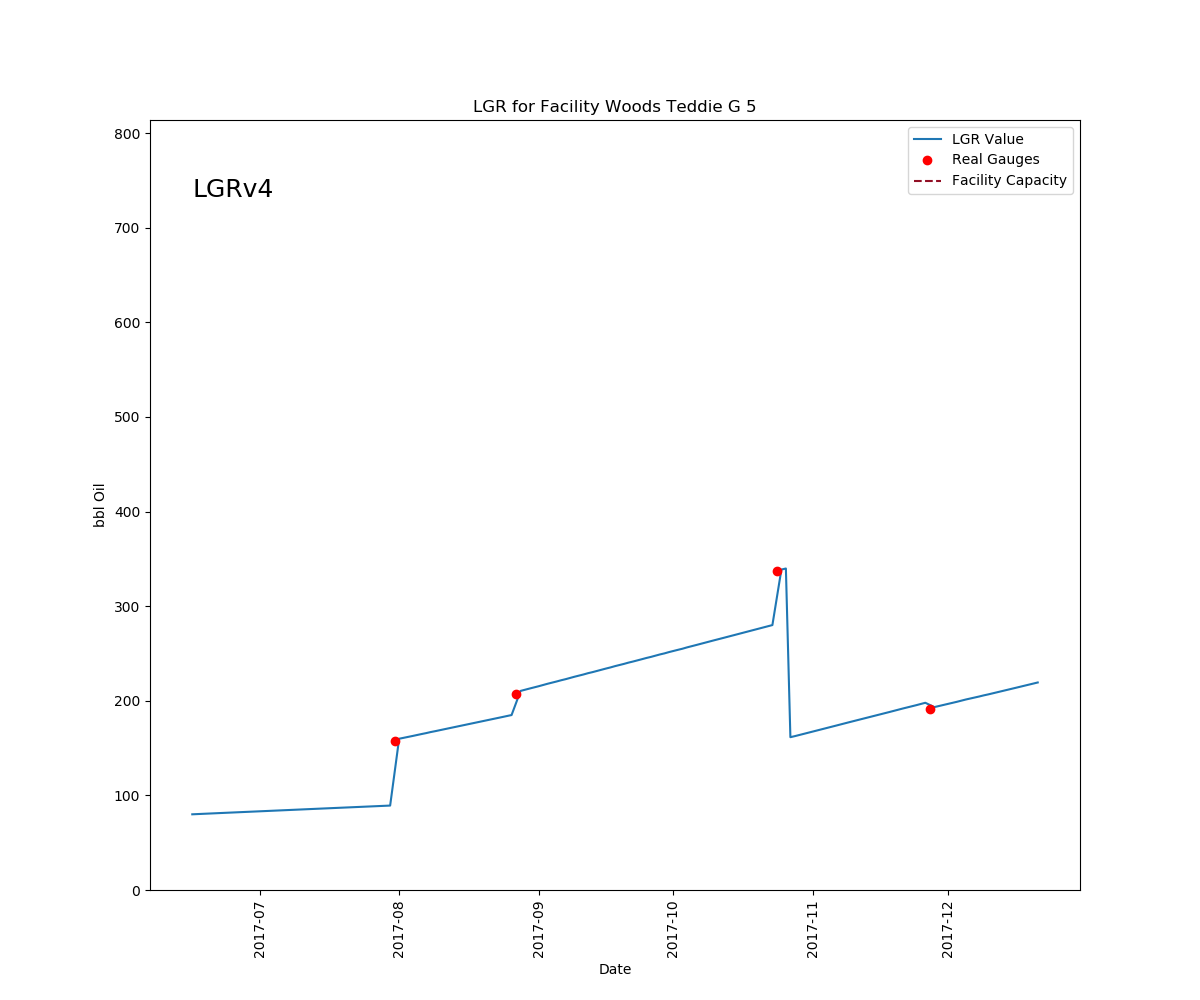 LGR for Facility Woods Teddie G 5
LGRv4
LGR Value
Real Gauges
Facility Capacity
bbl Oil
800
700
600
500
400
300
200
100
0
2017-07
2017-08
2017-09
2017-10
2017-11
2017-12
Date